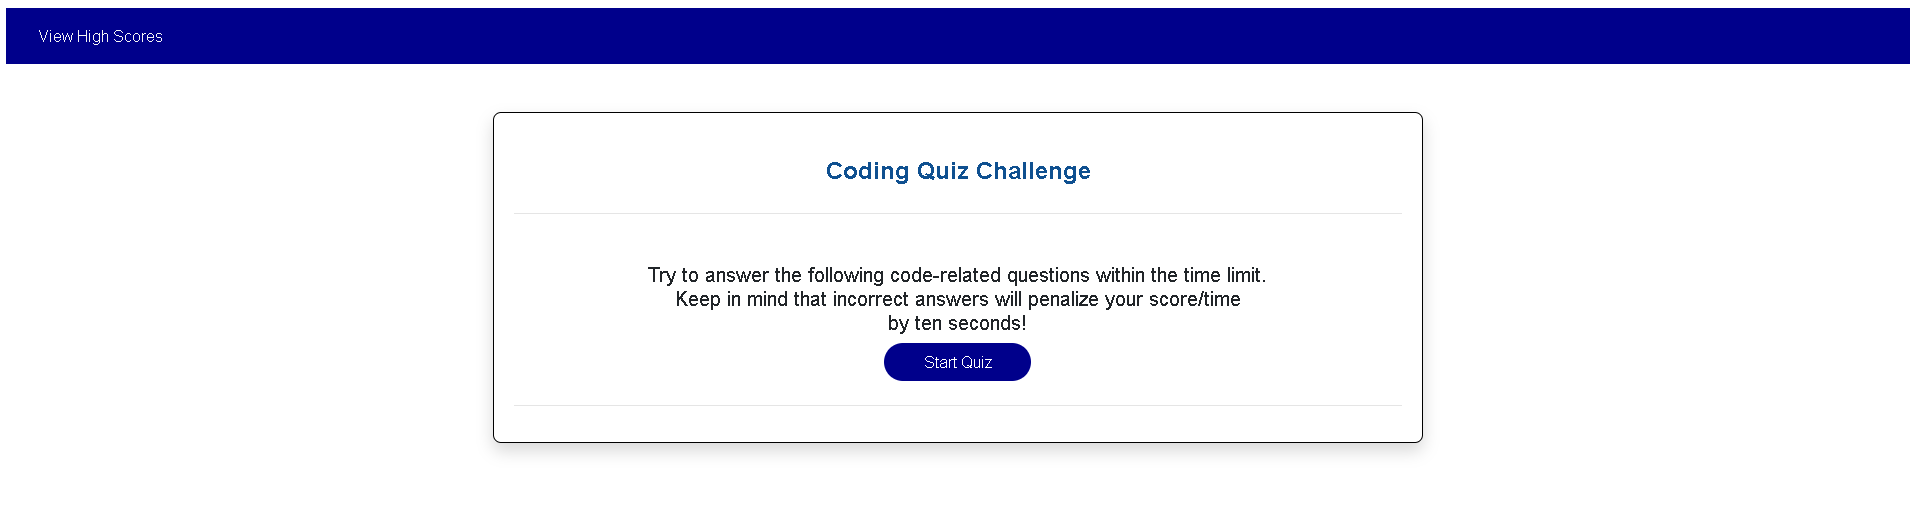 View High Scores
Coding Quiz Challenge
Try to answer the following code-related questions within the time limit.
Keep in mind that incorrect answers will penalize your score/time
by ten seconds!
Start Quiz